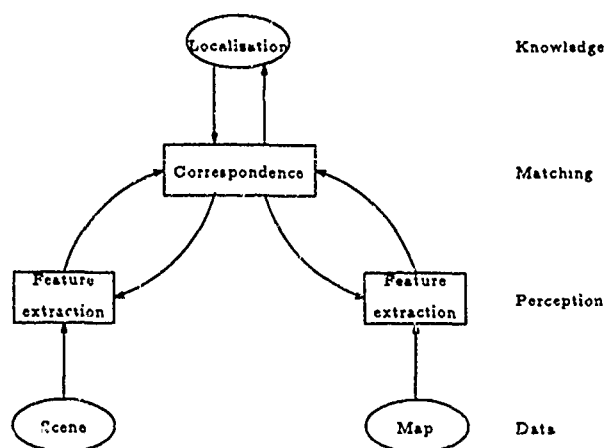 Localisation Knowledge
Correspondence Matching
Feature Feature
extraction extraction Perception
Scene Map Data